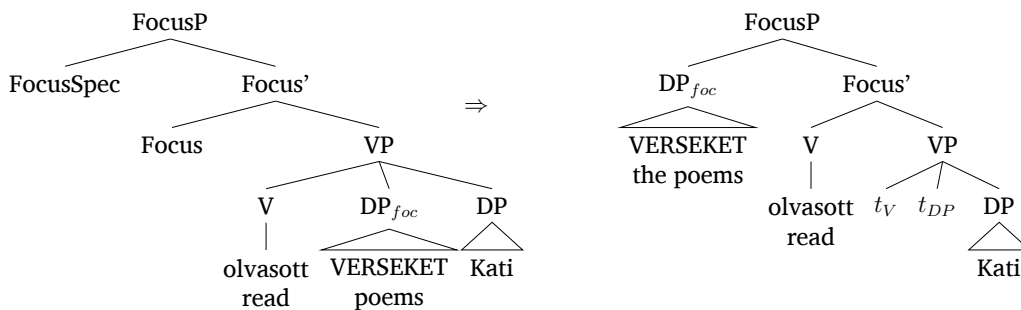 FocusP
FocusSpec Focus’
Focus VP
V DP_foc DP
olvasott VERSEKET Kati
read poems
⇒
FocusP
DP_foc Focus’
VERSEKET V VP
the poems
olvasott t_V t_DP DP
read
Kati